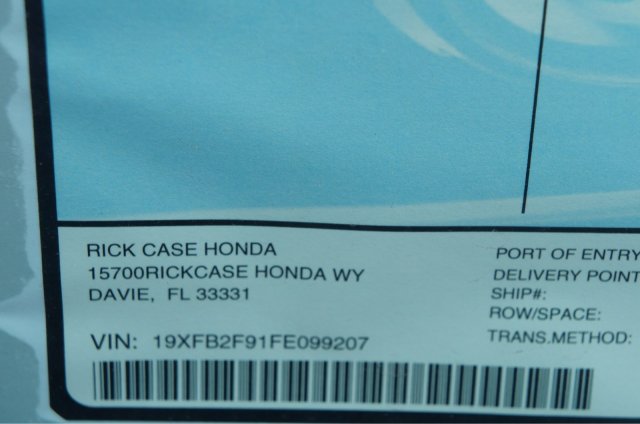 RICK CASE HONDA
15700RICKCASE HONDA WY
DAVIE, FL 33331
VIN: 19XFB2F91FE099207
PORT OF ENTRY
DELIVERY POINT
SHIP#:
ROW/SPACE:
TRANS.METHOD: